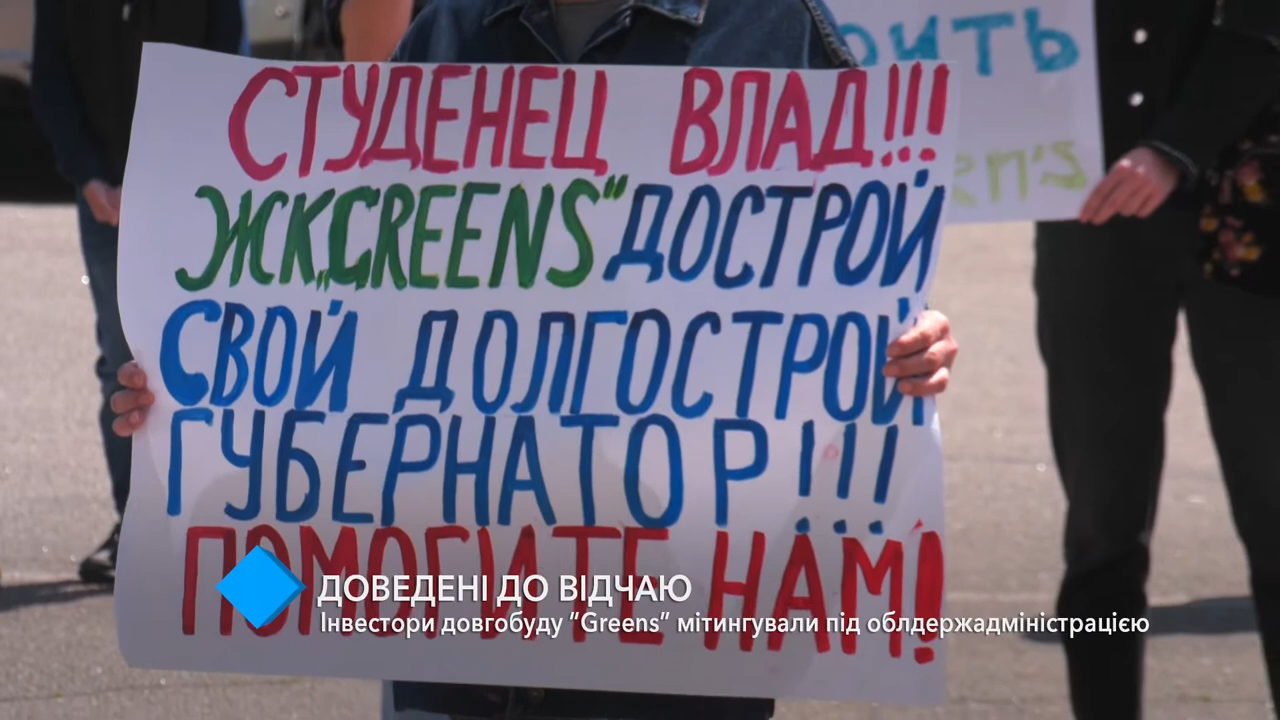 СТУДЕНЕЦ ВЛАД!!!
ЖК„GREENS“ ДОСТРОЙ
СВОЙ ДОЛГОСТРОЙ
ГУБЕРНАТОР!!!
ПОМОГИТЕ НАМ!
ДОВЕДЕНІ ДО ВІДЧАЮ
Інвестори довгобуду "Greens" мітингували під облдержадміністрацією